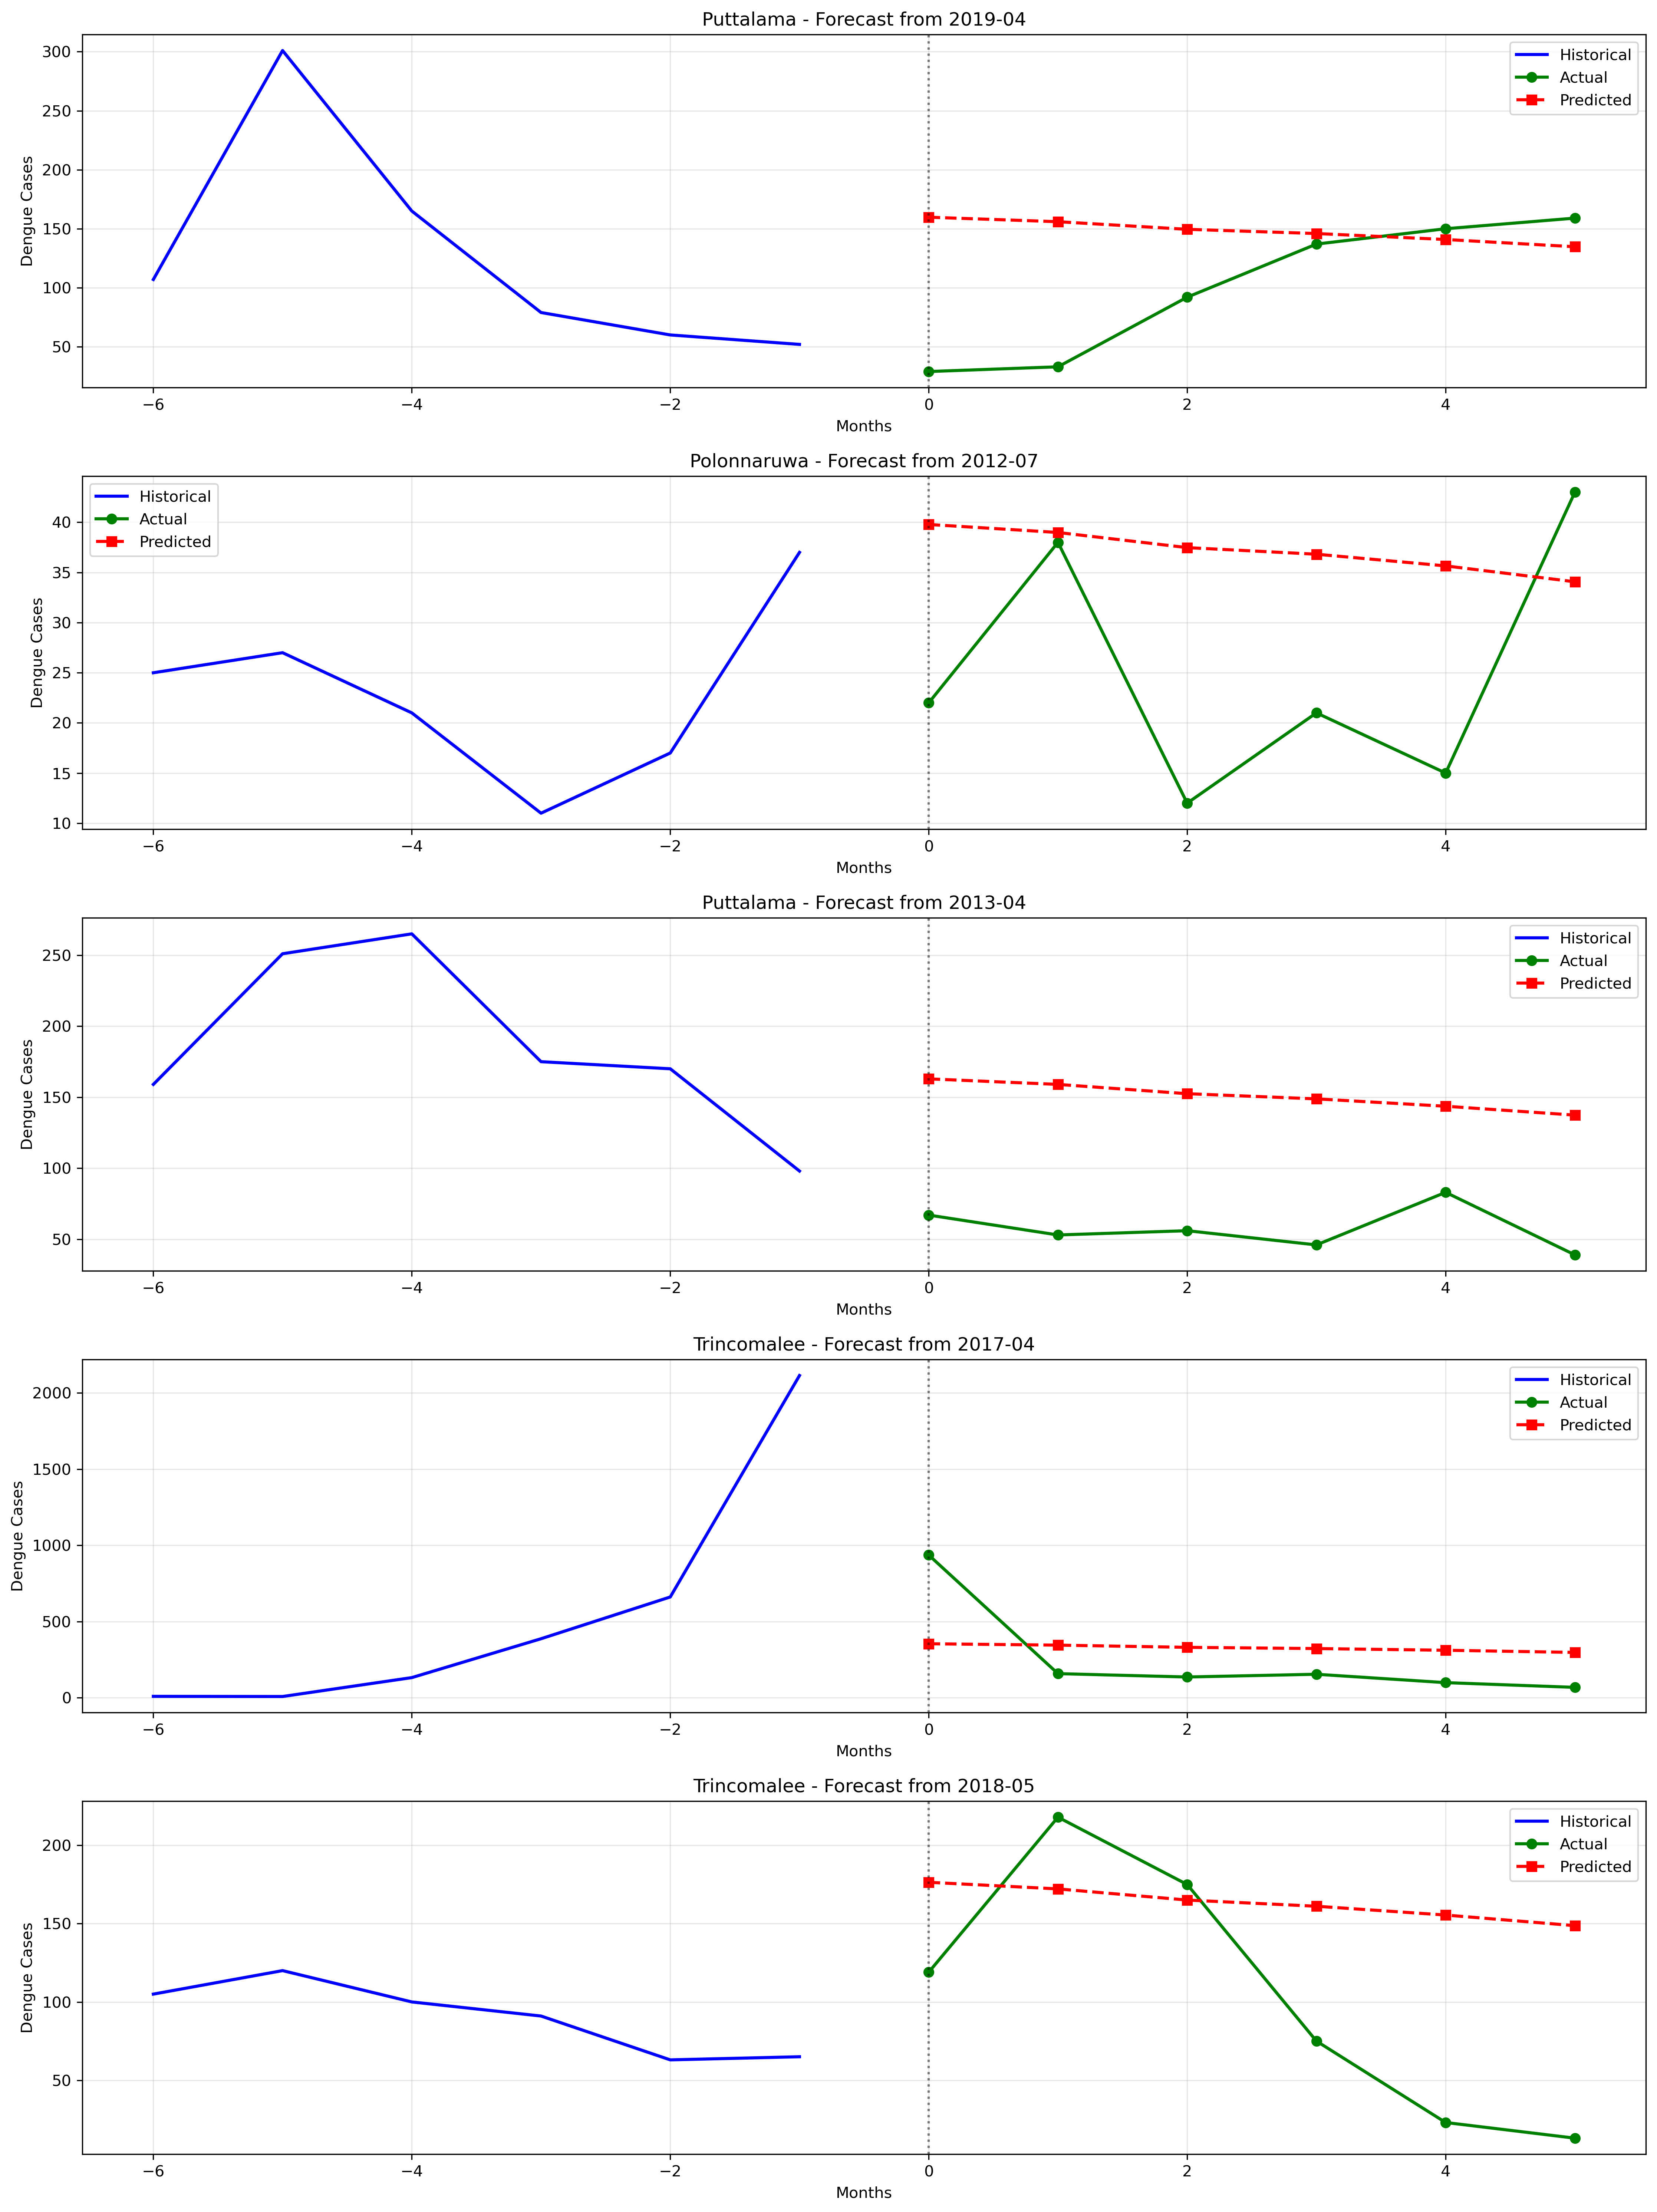 Puttalama - Forecast from 2019-04
Dengue Cases
300
250
200
150
100
50
−6
−4
−2
0
2
4
Months
Historical
Actual
Predicted
Polonnaruwa - Forecast from 2012-07
Dengue Cases
40
35
30
25
20
15
10
−6
−4
−2
0
2
4
Months
Historical
Actual
Predicted
Puttalama - Forecast from 2013-04
Dengue Cases
250
200
150
100
50
−6
−4
−2
0
2
4
Months
Historical
Actual
Predicted
Trincomalee - Forecast from 2017-04
Dengue Cases
2000
1500
1000
500
0
−6
−4
−2
0
2
4
Months
Historical
Actual
Predicted
Trincomalee - Forecast from 2018-05
Dengue Cases
200
150
100
50
−6
−4
−2
0
2
4
Months
Historical
Actual
Predicted